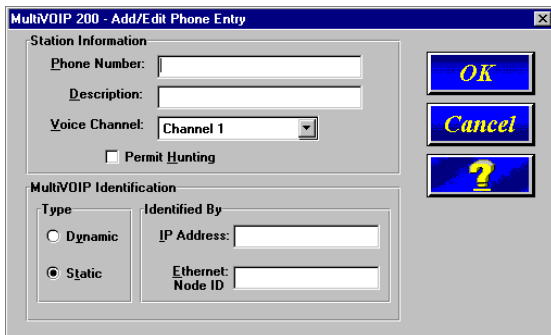 MultiVOIP 200 - Add/Edit Phone Entry
Station Information
Phone Number:
Description:
Voice Channel: Channel 1
Permit Hunting
OK
Cancel
?
MultiVOIP Identification
Type
Dynamic
Static
Identified By
IP Address:
Ethernet:
Node ID